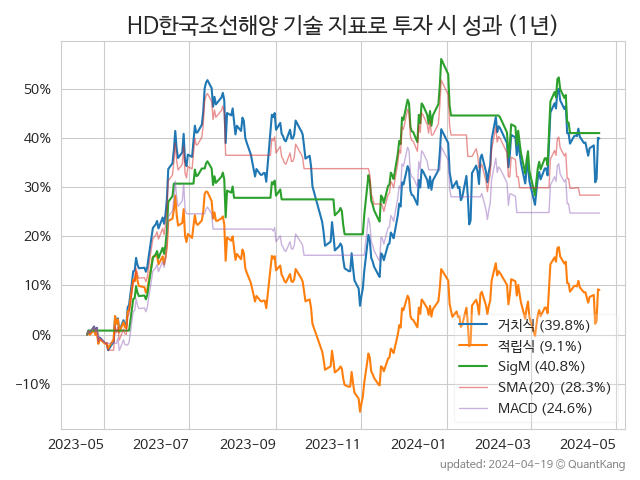 HD한국조선해양 기술 지표로 투자 시 성과 (1년)
50%
40%
30%
20%
10%
0%
−10%
거치식 (39.8%)
적립식 (9.1%)
SigM (40.8%)
SMA(20) (28.3%)
MACD (24.6%)
2023-05 2023-07 2023-09 2023-11 2024-01 2024-03 2024-05
updated: 2024-04-19 © QuantKang